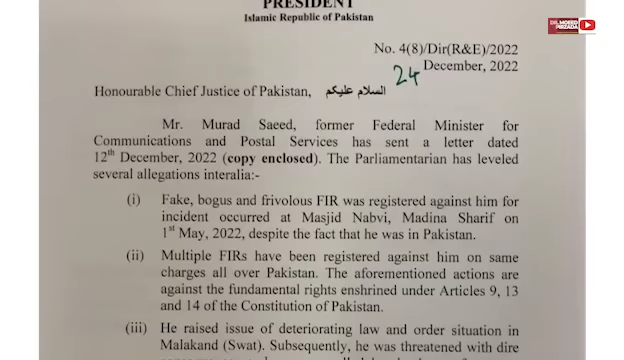 PRESIDENT
Islamic Republic of Pakistan
DR. MOEED
PIRZADA
No. 4(8)/Dir(R&E)/2022
24 December, 2022
Honourable Chief Justice of Pakistan, السلام علیکم
Mr. Murad Saeed, former Federal Minister for
Communications and Postal Services has sent a letter dated
12th December, 2022 (copy enclosed). The Parliamentarian has leveled
several allegations interalia:-
(i) Fake, bogus and frivolous FIR was registered against him for
incident occurred at Masjid Nabvi, Madina Sharif on
1st May, 2022, despite the fact that he was in Pakistan.
(ii) Multiple FIRs have been registered against him on same
charges all over Pakistan. The aforementioned actions are
against the fundamental rights enshrined under Articles 9, 13
and 14 of the Constitution of Pakistan.
(iii) He raised issue of deteriorating law and order situation in
Malakand (Swat). Subsequently, he was threatened with dire